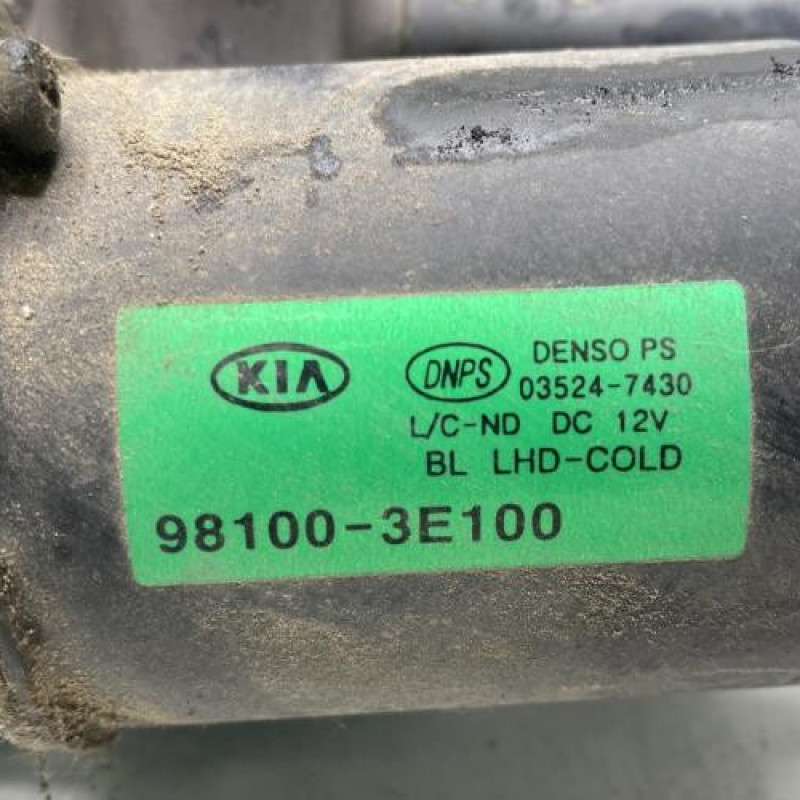 KIA
DNPS
DENSO PS
03524-7430
L/C-ND DC 12V
BL LHD-COLD
98100-3E100